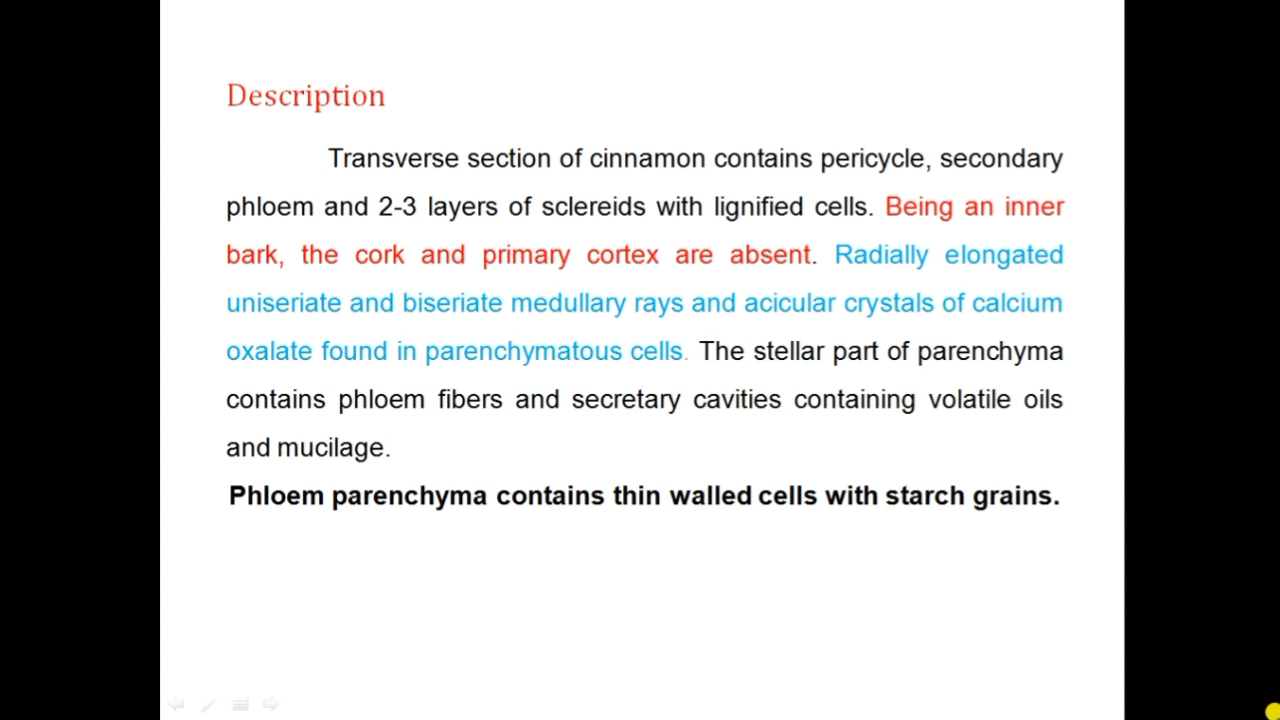 Description
Transverse section of cinnamon contains pericycle, secondary
phloem and 2-3 layers of sclereids with lignified cells. Being an inner
bark, the cork and primary cortex are absent. Radially elongated
uniseriate and biseriate medullary rays and acicular crystals of calcium
oxalate found in parenchymatous cells. The stellar part of parenchyma
contains phloem fibers and secretary cavities containing volatile oils
and mucilage.
Phloem parenchyma contains thin walled cells with starch grains.